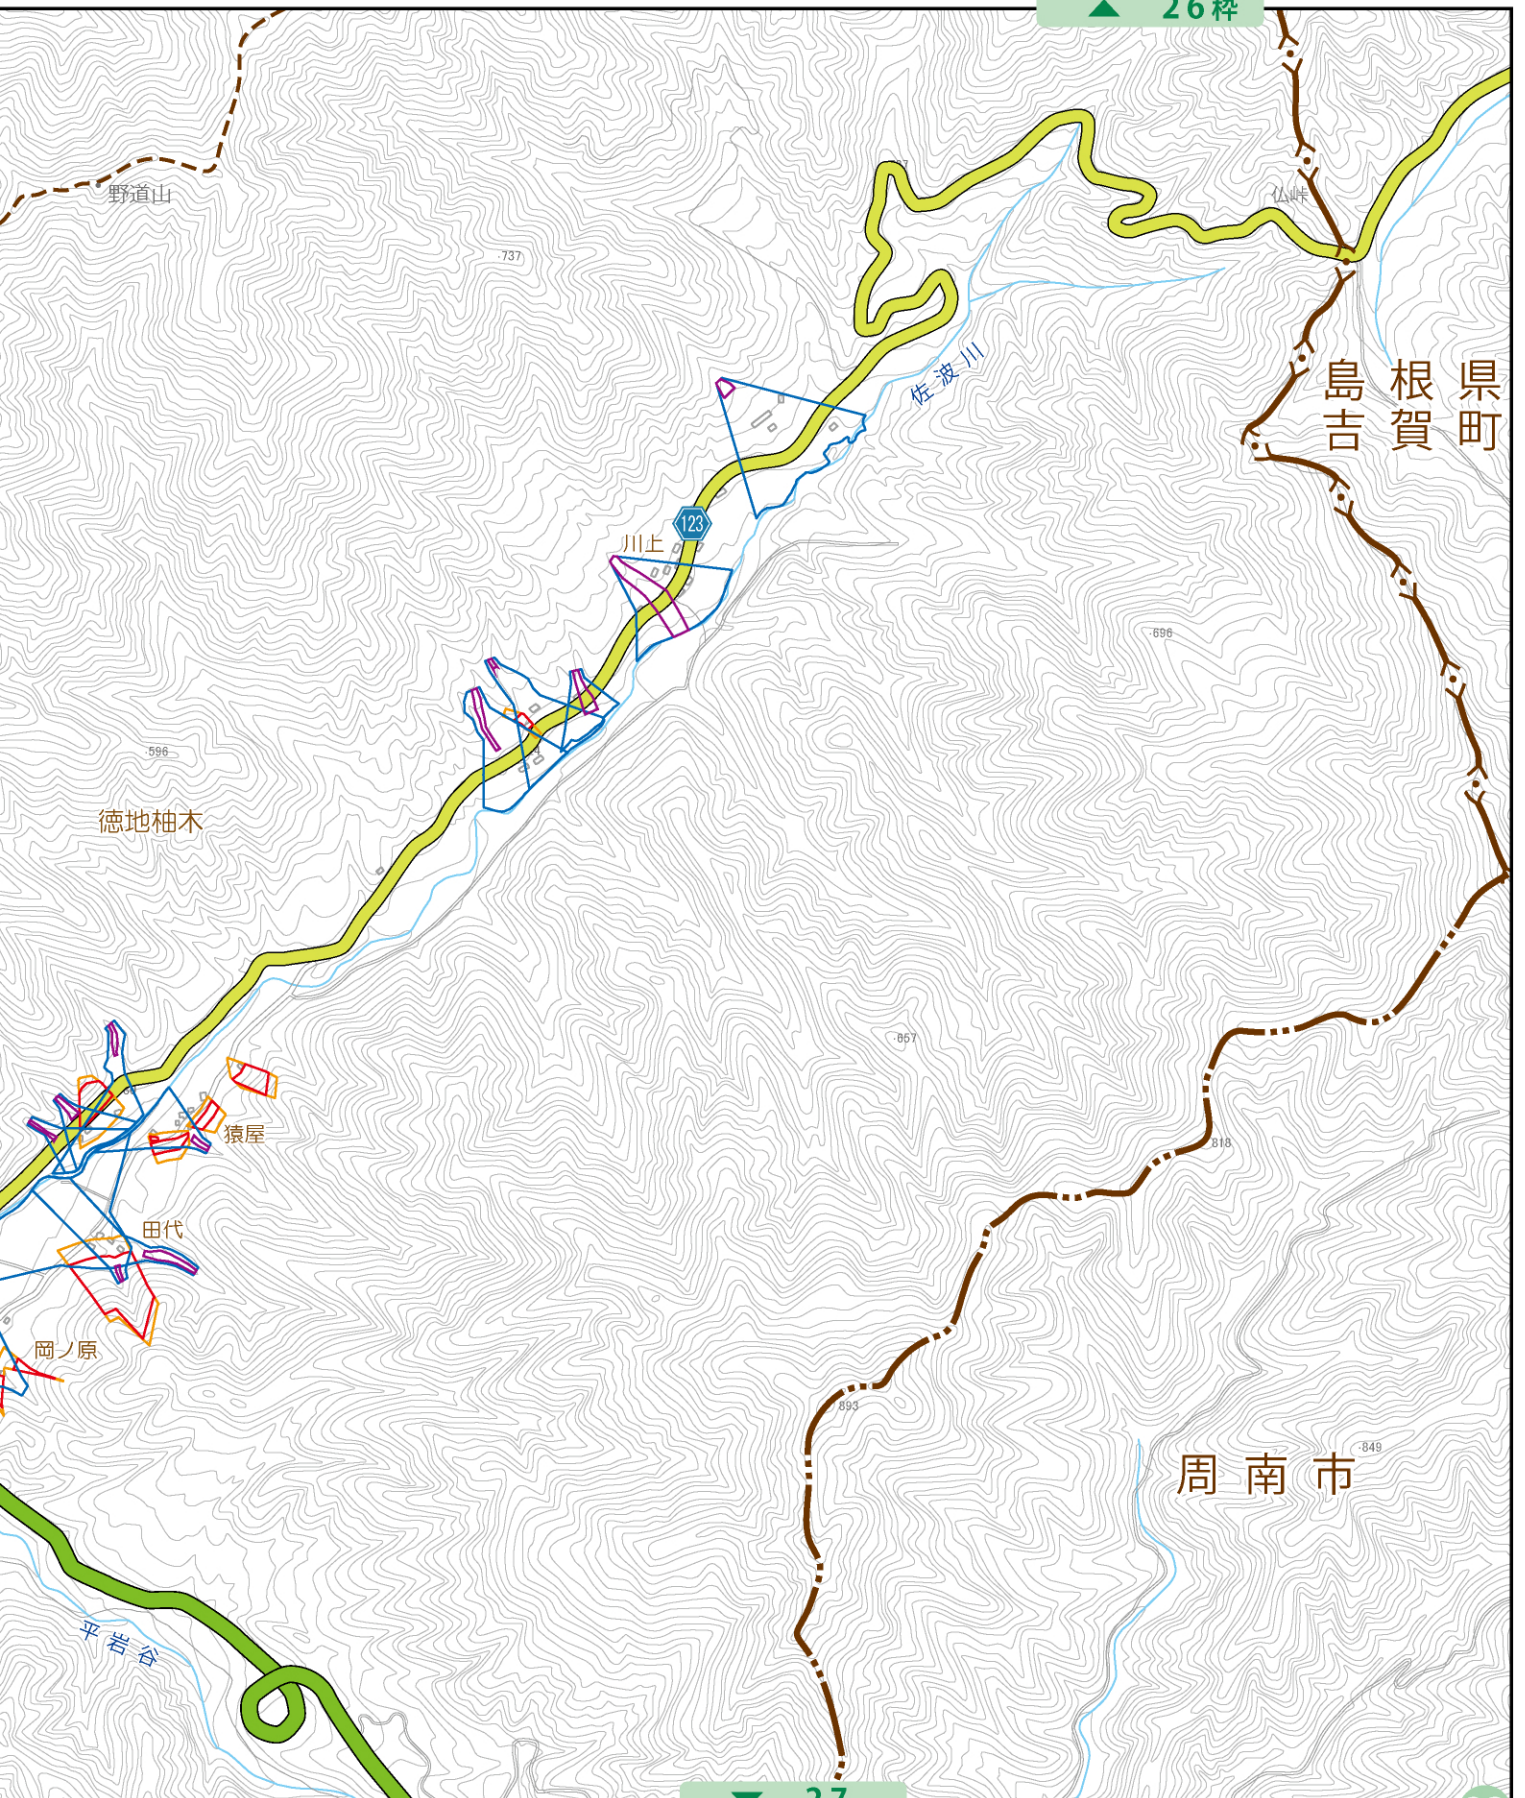 26枠
野道山
797
仏峠
・737
佐波川
島根県
吉賀町
123
川上
・696
・596
徳地柚木
・657
猿屋
818
田代
岡ノ原
893
・849
周南市
平岩谷
27